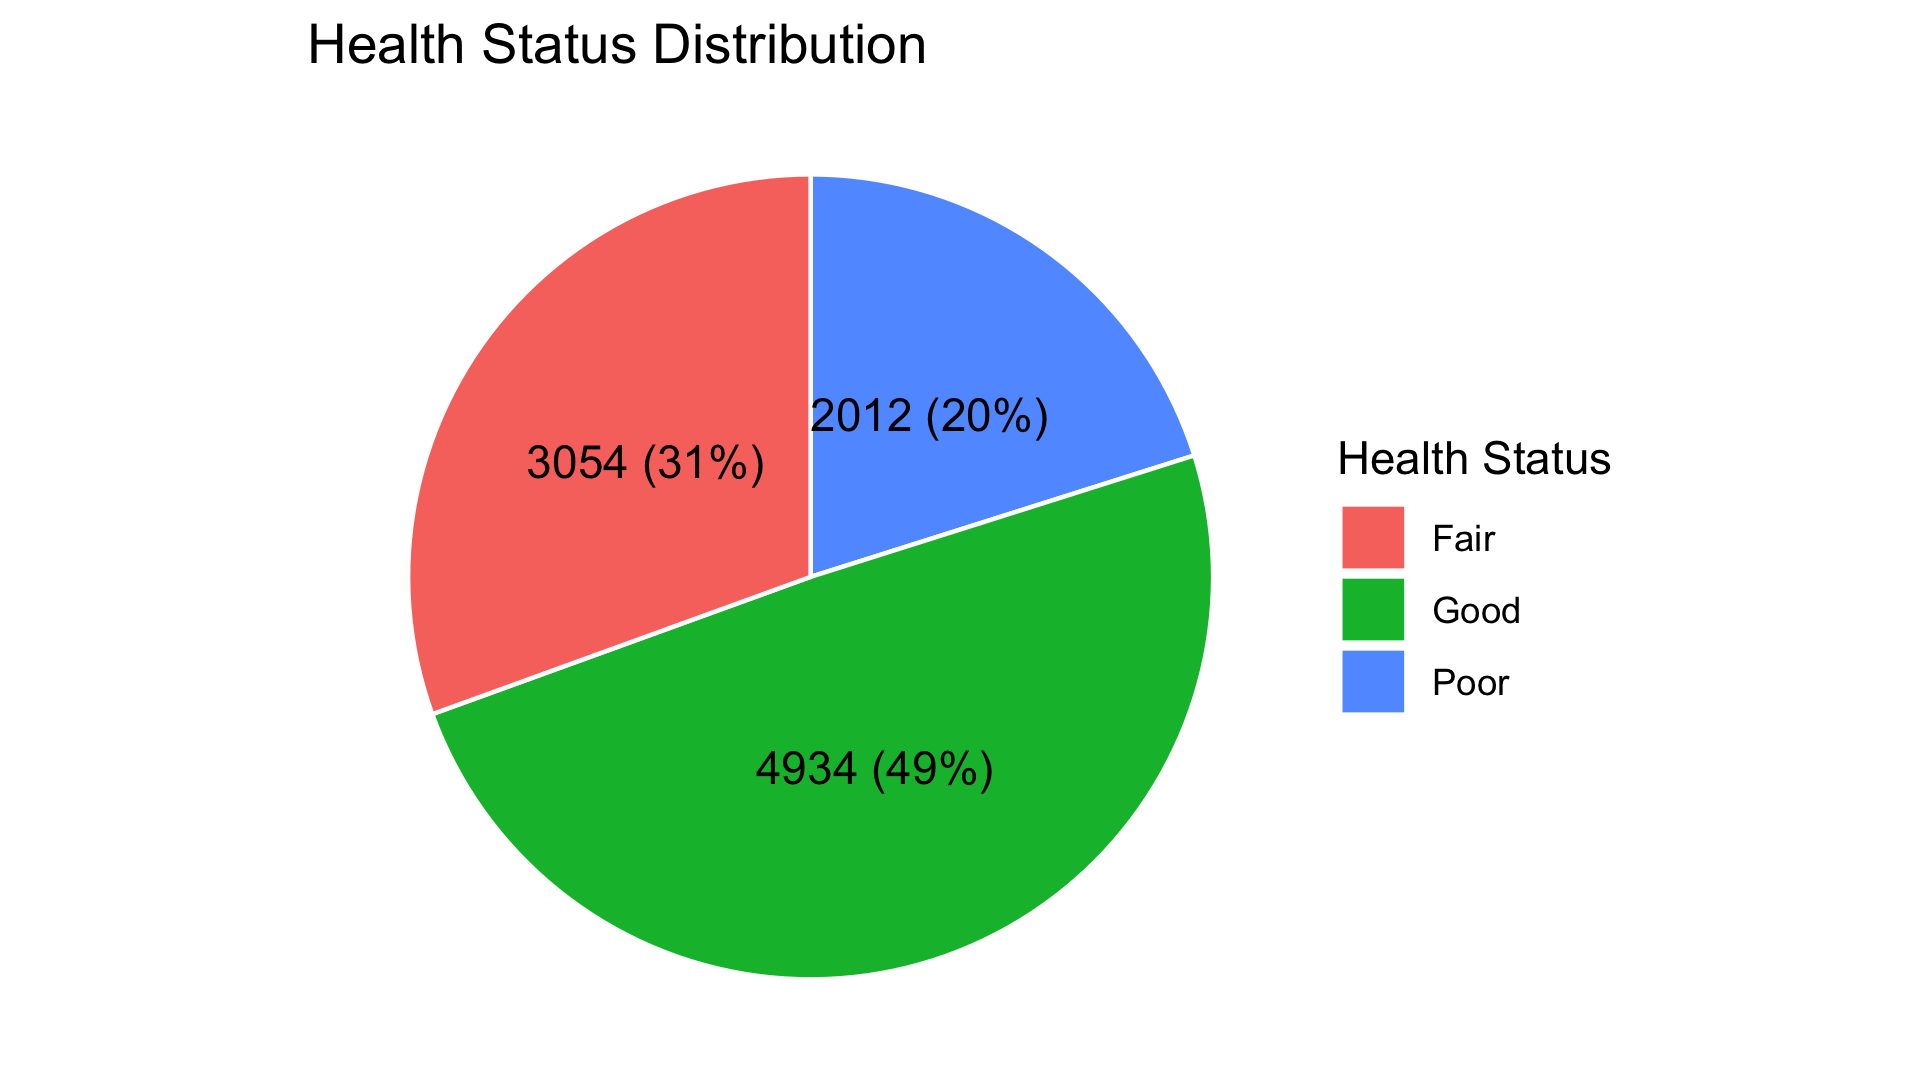 Health Status Distribution
2012 (20%)
3054 (31%)
4934 (49%)
Health Status
Fair
Good
Poor